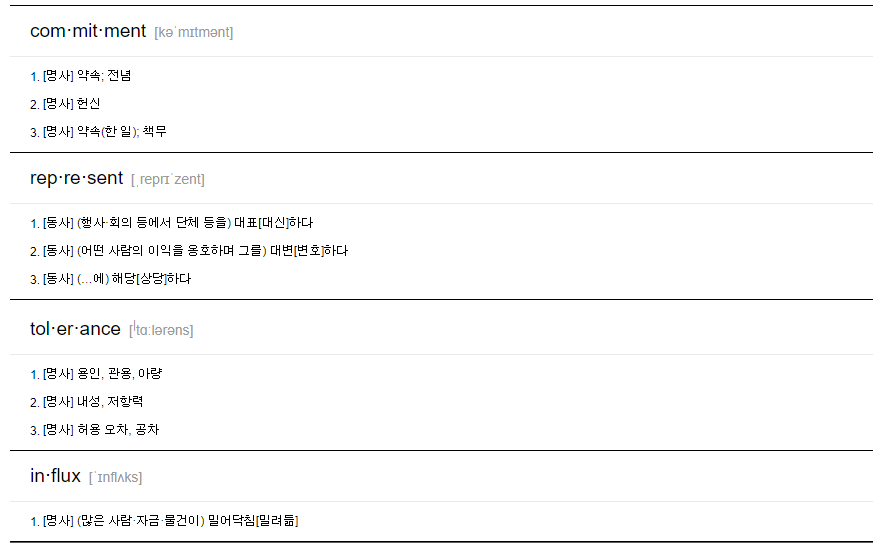 com·mit·ment [kəˈmɪtmənt]
1. [명사] 약속; 전념
2. [명사] 헌신
3. [명사] 약속(한 일); 책무
rep·re·sent [ˌreprɪˈzent]
1. [동사] (행사·회의 등에서 단체 등을) 대표[대신]하다
2. [동사] (어떤 사람의 이익을 옹호하며 그를) 대변[변호]하다
3. [동사] (…에) 해당[상당]하다
tol·er·ance [ˈtɑːlərəns]
1. [명사] 용인, 관용, 아량
2. [명사] 내성, 저항력
3. [명사] 허용 오차, 공차
in·flux [ˈɪnflʌks]
1. [명사] (많은 사람·자금·물건이) 밀어닥침[밀려듦]